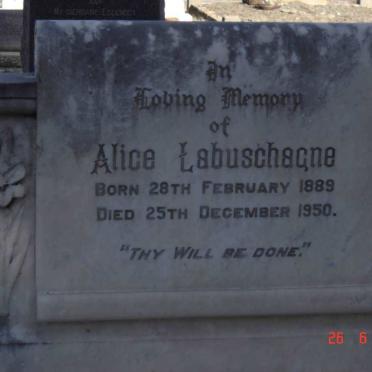 In
Loving Memory
of
Alice Labuschagne
BORN 28TH FEBRUARY 1889
DIED 25TH DECEMBER 1950.
"THY WILL BE DONE."
26 6